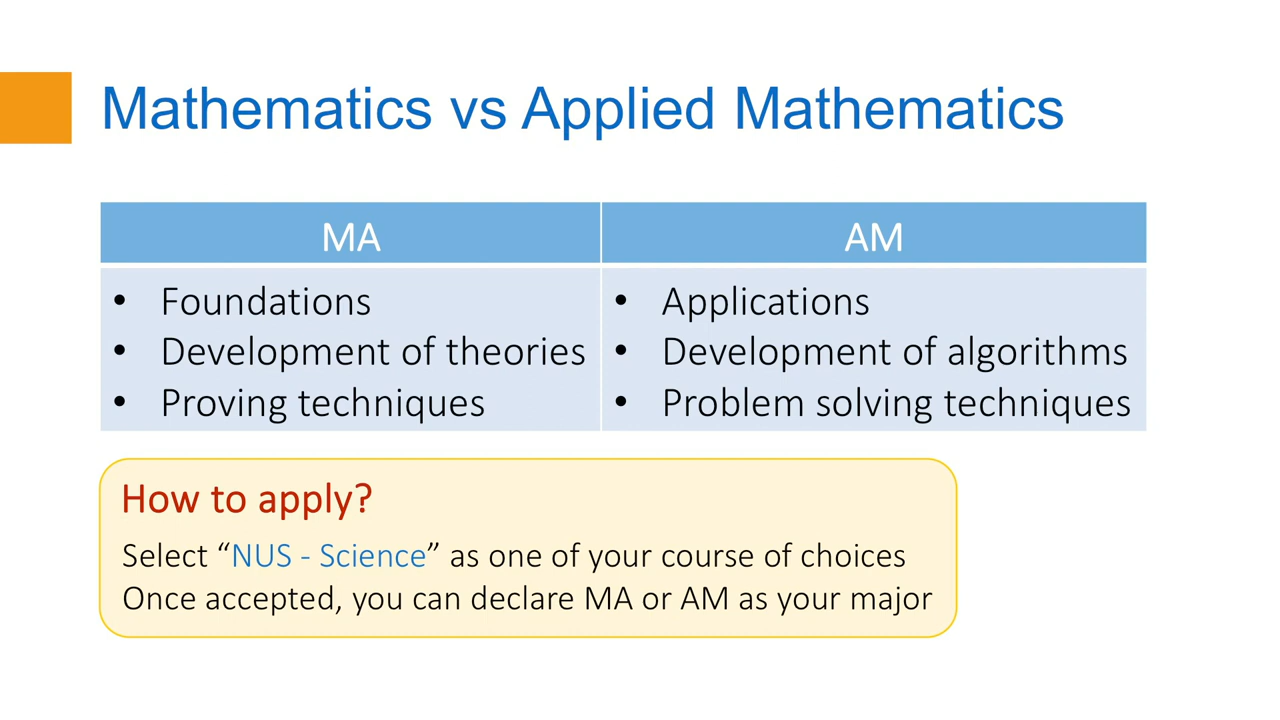 Mathematics vs Applied Mathematics
MA
AM
• Foundations
• Development of theories
• Proving techniques
• Applications
• Development of algorithms
• Problem solving techniques
How to apply?
Select “NUS - Science” as one of your course of choices
Once accepted, you can declare MA or AM as your major